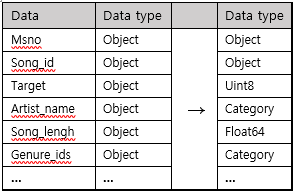 Data Data type Data type
Msno Object Object
Song_id Object Object
Target Object Uint8
Artist_name Object → Category
Song_lengh Object Float64
Genure_ids Object Category
... ... ...